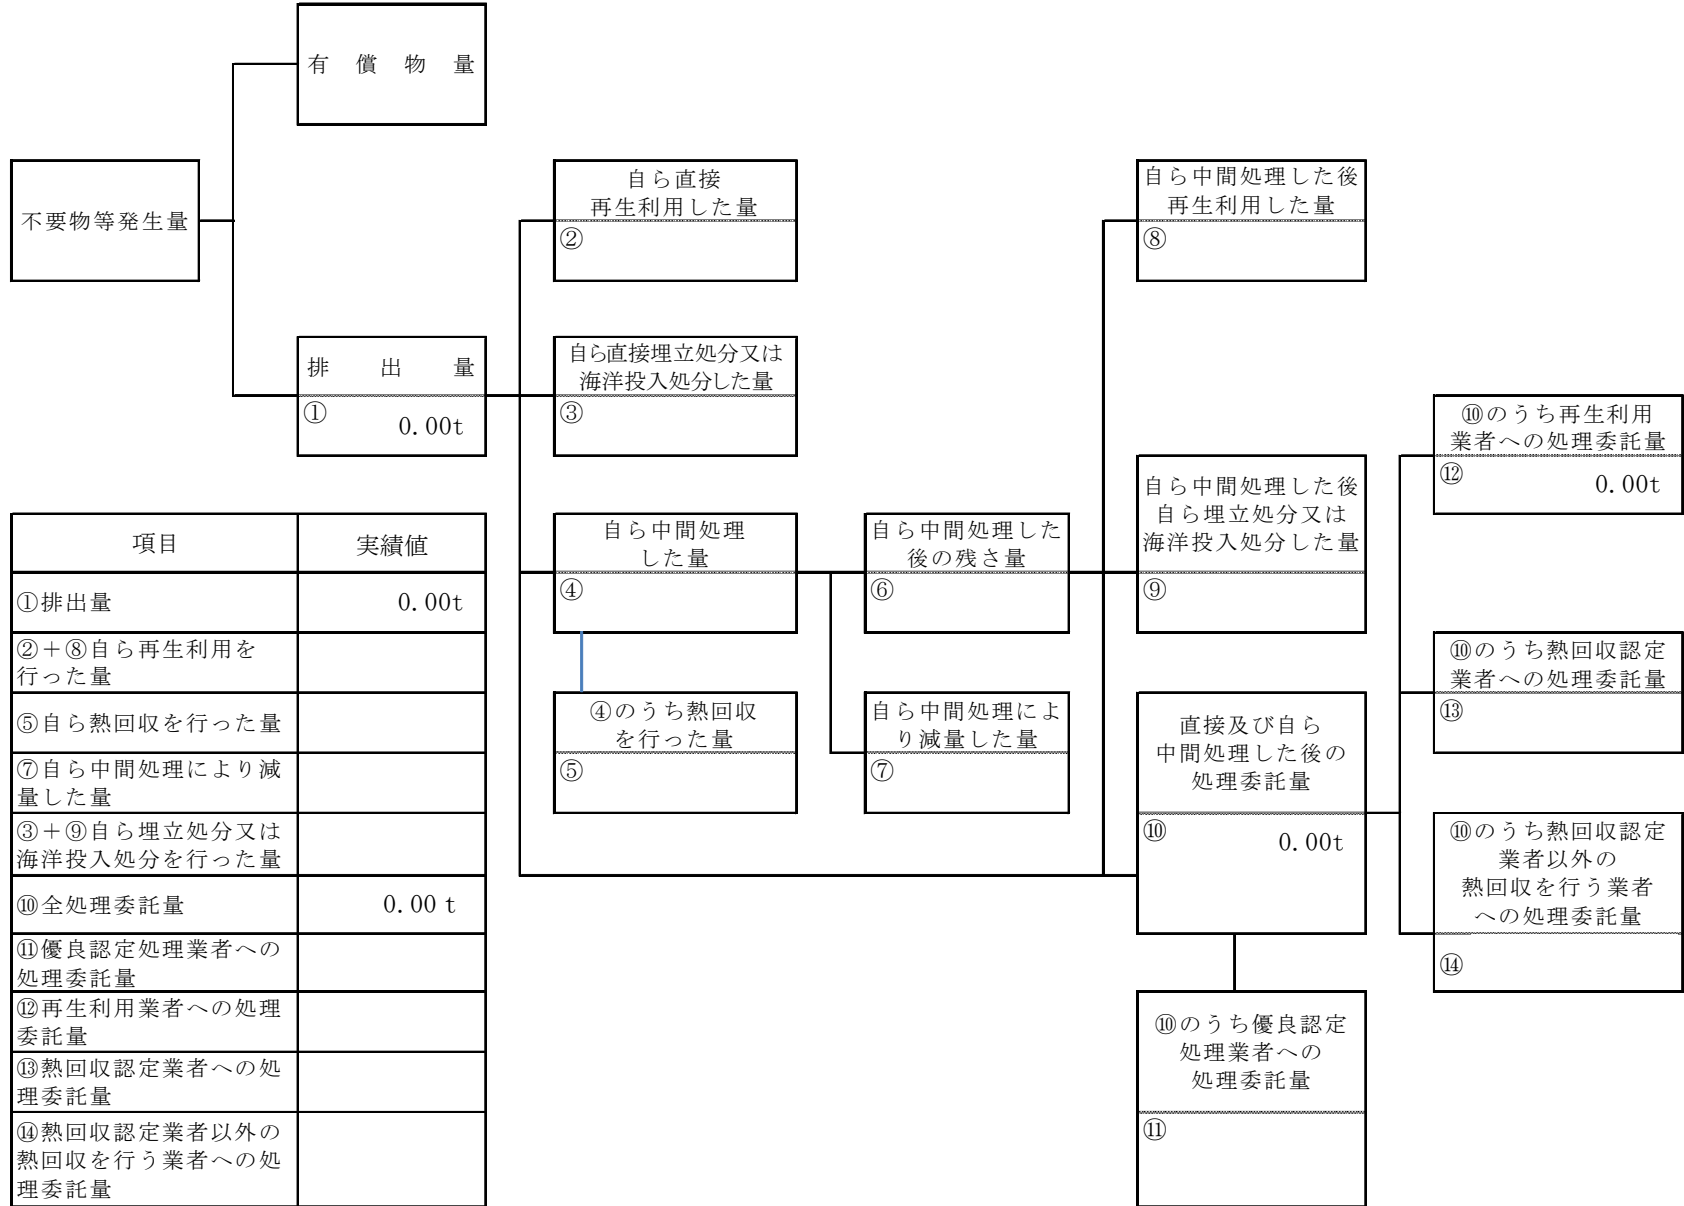 有償物量
不要物等発生量
排出量
①
0.00t
自ら直接
再生利用した量
②
自ら直接埋立処分又は
海洋投入処分した量
③
自ら中間処理
した量
④
④のうち熱回収
を行った量
⑤
自ら中間処理した
後の残さ量
⑥
自ら中間処理によ
り減量した量
⑦
自ら中間処理した後
再生利用した量
⑧
自ら中間処理した後
自ら埋立処分又は
海洋投入処分した量
⑨
直接及び自ら
中間処理した後の
処理委託量
⑩
0.00t
⑩のうち優良認定
処理業者への
処理委託量
⑪
⑩のうち再生利用
業者への処理委託量
⑫
0.00t
⑩のうち熱回収認定
業者への処理委託量
⑬
⑩のうち熱回収認定
業者以外の
熱回収を行う業者
への処理委託量
⑭
項目 実績値
①排出量 0.00t
②＋⑧自ら再生利用を
行った量
⑤自ら熱回収を行った量
⑦自ら中間処理により減
量した量
③＋⑨自ら埋立処分又は
海洋投入処分を行った量
⑩全処理委託量 0.00 t
⑪優良認定処理業者への
処理委託量
⑫再生利用業者への処理
委託量
⑬熱回収認定業者への処
理委託量
⑭熱回収認定業者以外の
熱回収を行う業者への処
理委託量